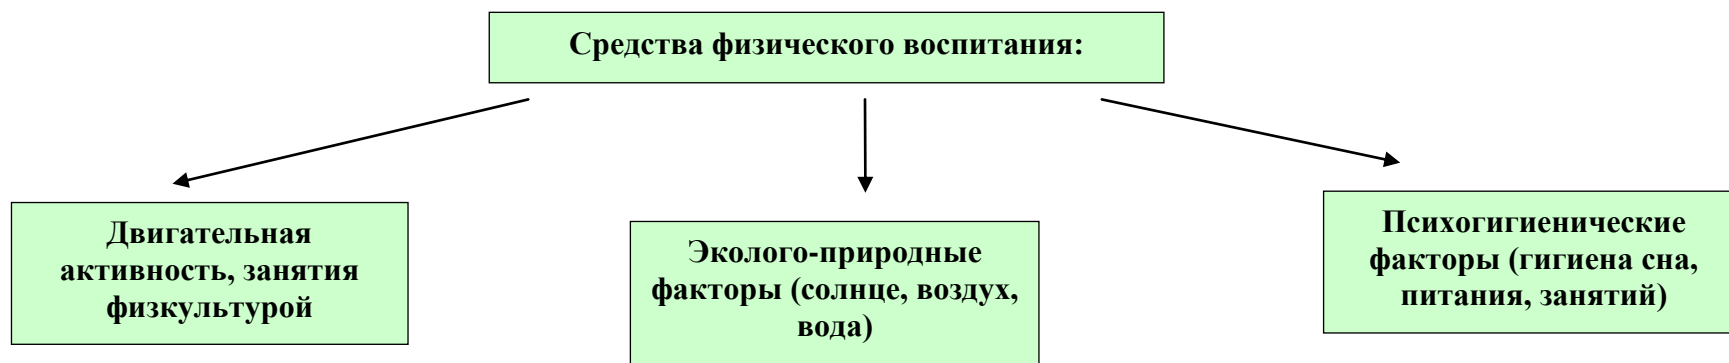 Средства физического воспитания:
Двигательная
активность, занятия
физкультурой
Эколого-природные
факторы (солнце, воздух,
вода)
Психогигиенические
факторы (гигиена сна,
питания, занятий)